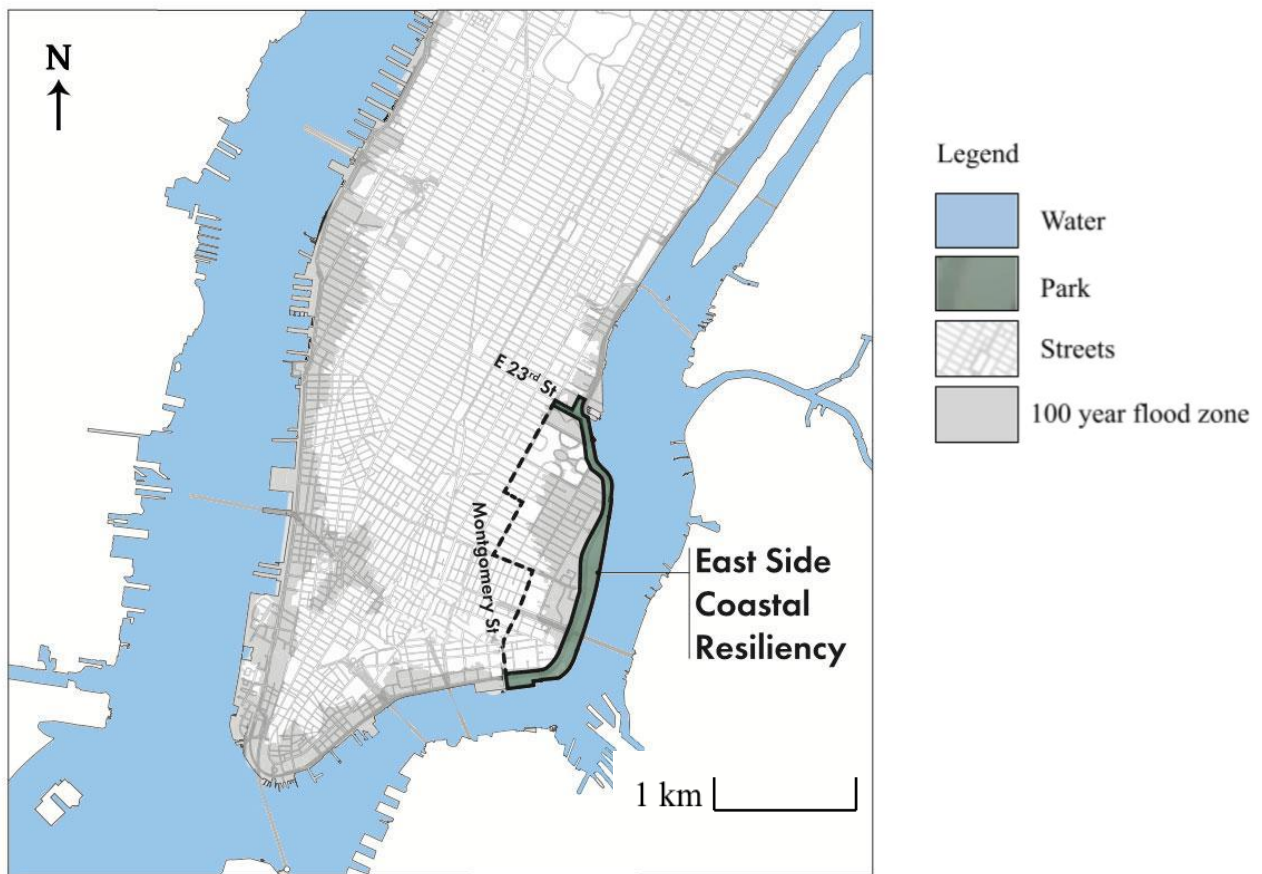 N
E 23rd St
Montgomery St
East Side
Coastal
Resiliency
1 km
Legend
Water
Park
Streets
100 year flood zone